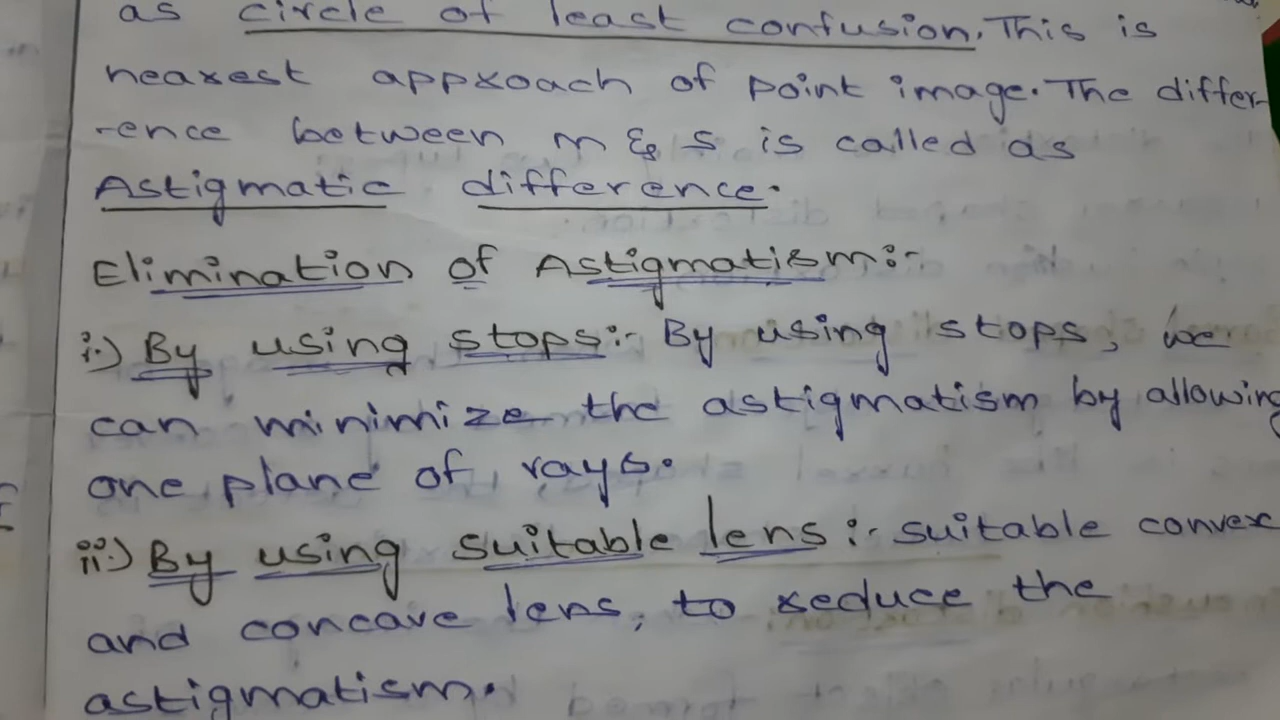 as circle of least confusion. This is
nearest approach of point image. The differ-
-ence between m & s is called as
Astigmatic difference.
Elimination of Astigmatism:-
i.) By using stops:- By using stops, we
can minimize the astigmatism by allowing
one plane of rays.
ii.) By using suitable lens:- suitable convex
and concave lens, to reduce the
astigmatism.